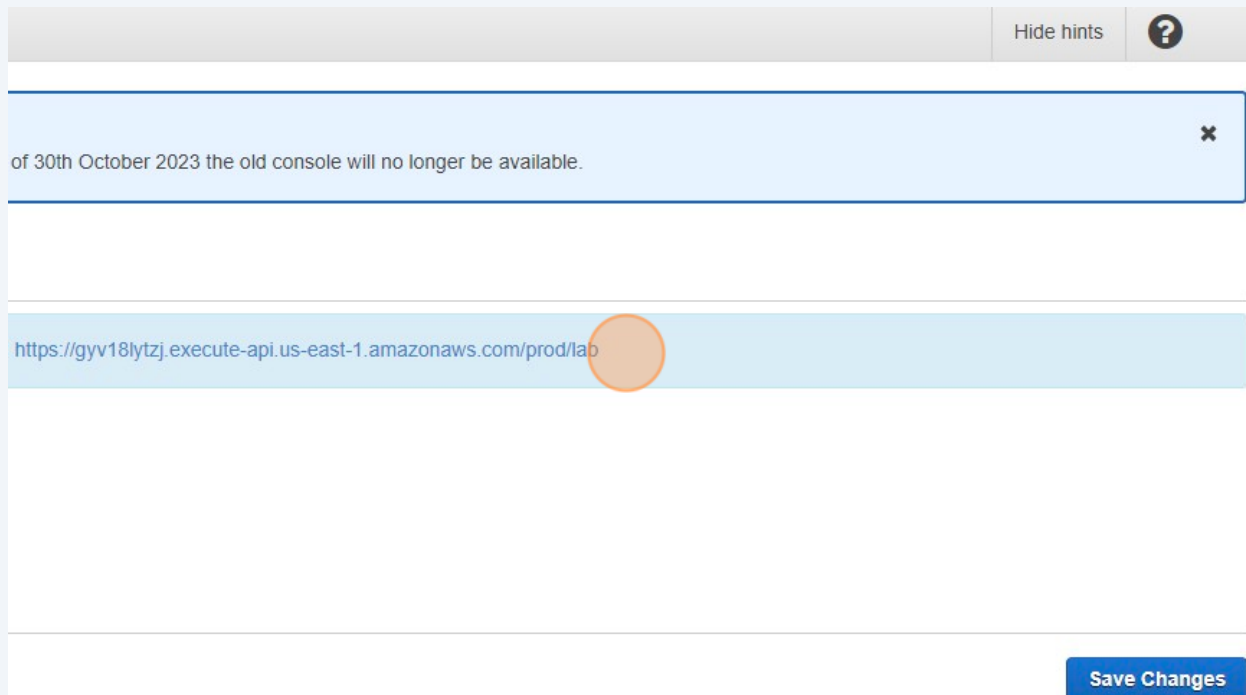 Hide hints
of 30th October 2023 the old console will no longer be available.
https://gyv18lytzj.execute-api.us-east-1.amazonaws.com/prod/lab
Save Changes